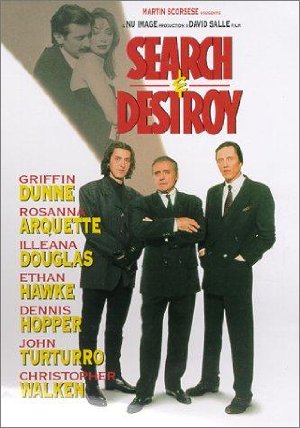 MARTIN SCORSESE PRESENTS
A NU IMAGE PRODUCTION OF A DAVID SALLE FILM
SEARCH
&
DESTROY
GRIFFIN
DUNNE
ROSANNA
ARQUETTE
ILLEANA
DOUGLAS
ETHAN
HAWKE
DENNIS
HOPPER
JOHN
TURTURRO
CHRISTOPHER
WALKEN